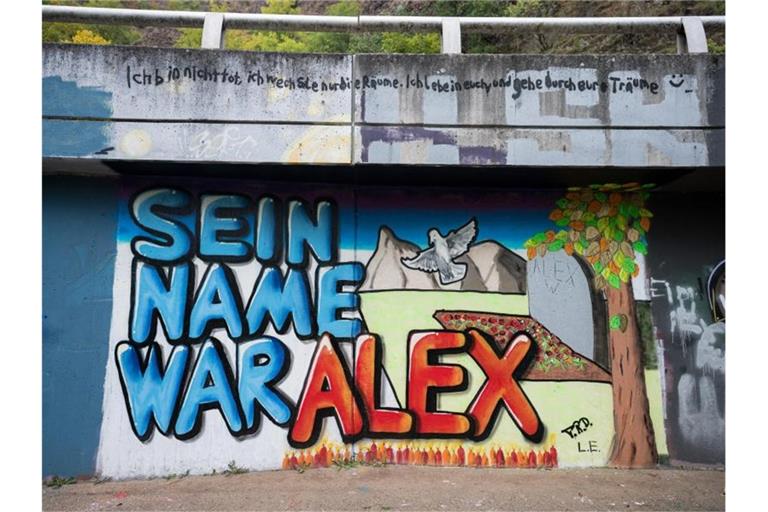 Ich bin nicht tot, ich wechsle nur die Räume. Ich lebe in euch und gehe durch eure Träume
SEIN
NAME
WAR ALEX
ALEX
W
L.E.